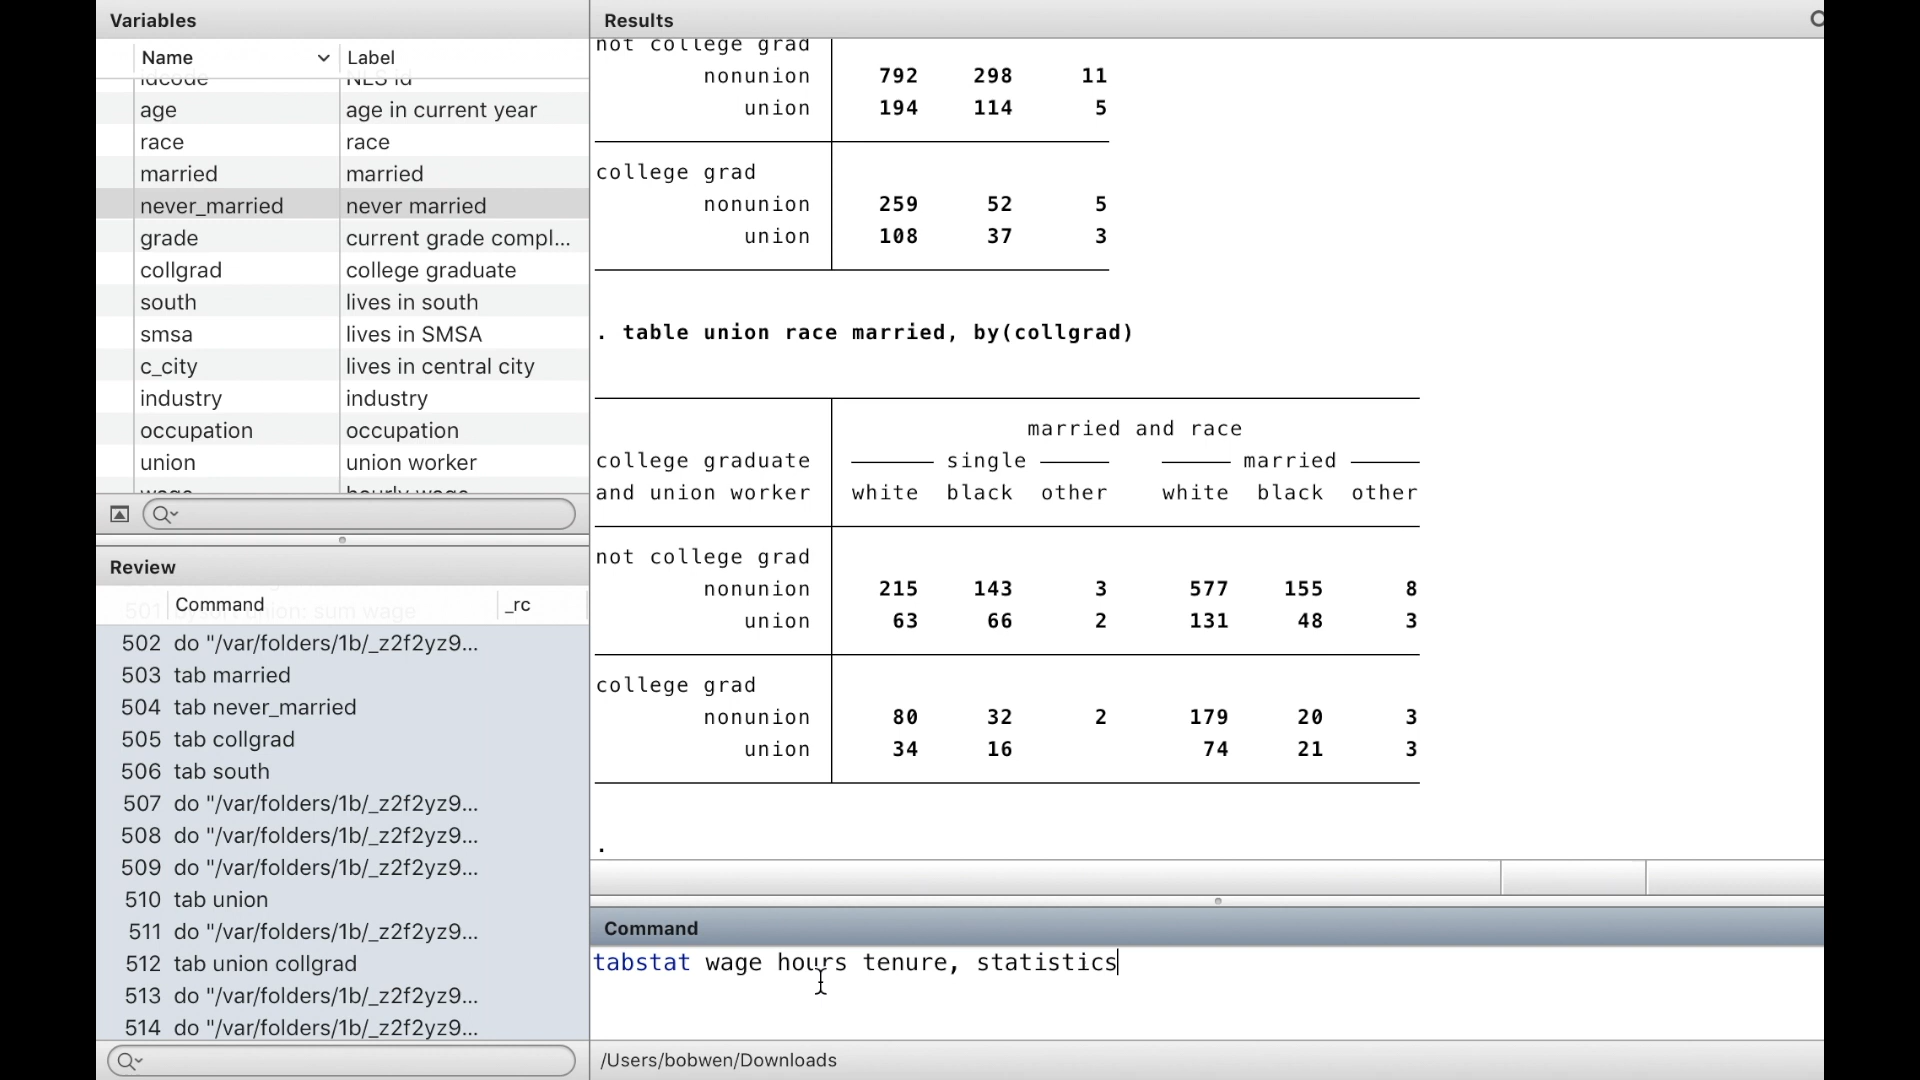 Variables
Name Label
idcode NLS id
age age in current year
race race
married married
never_married never married
grade current grade compl...
collgrad college graduate
south lives in south
smsa lives in SMSA
c_city lives in central city
industry industry
occupation occupation
union union worker
wage hourly wage
Review
Command _rc
501 union: sum wage
502 do "/var/folders/1b/_z2f2yz9...
503 tab married
504 tab never_married
505 tab collgrad
506 tab south
507 do "/var/folders/1b/_z2f2yz9...
508 do "/var/folders/1b/_z2f2yz9...
509 do "/var/folders/1b/_z2f2yz9...
510 tab union
511 do "/var/folders/1b/_z2f2yz9...
512 tab union collgrad
513 do "/var/folders/1b/_z2f2yz9...
514 do "/var/folders/1b/_z2f2yz9...
Results
not college grad
nonunion 792 298 11
union 194 114 5
college grad
nonunion 259 52 5
union 108 37 3
. table union race married, by(collgrad)
married and race
college graduate single married
and union worker white black other white black other
not college grad
nonunion 215 143 3 577 155 8
union 63 66 2 131 48 3
college grad
nonunion 80 32 2 179 20 3
union 34 16 74 21 3
.
Command
tabstat wage hours tenure, statistics
/Users/bobwen/Downloads